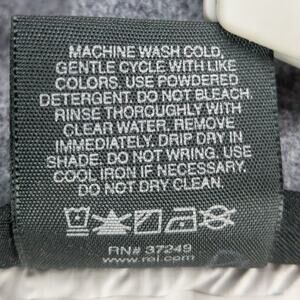 MACHINE WASH COLD,
GENTLE CYCLE WITH LIKE
COLORS. USE POWDERED
DETERGENT. DO NOT BLEACH.
RINSE THOROUGHLY WITH
CLEAR WATER. REMOVE
IMMEDIATELY. DRIP DRY IN
SHADE. DO NOT WRING. USE
COOL IRON IF NECESSARY.
DO NOT DRY CLEAN.
RN# 37249
www.rei.com